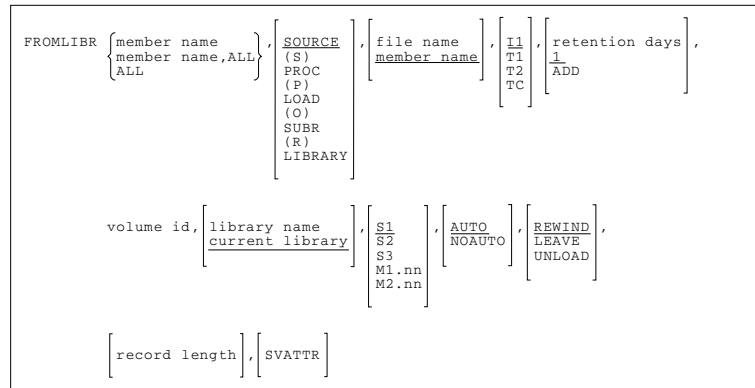 FROMLIBR member name , SOURCE , file name , I1 , retention days ,
member name,ALL (S) member name T1 1
ALL PROC T2 ADD
(P) TC
LOAD
(O)
SUBR
(R)
LIBRARY
volume id, library name , S1 , AUTO , REWIND ,
current library S2 NOAUTO LEAVE
S3 UNLOAD
M1.nn
M2.nn
record length , SVATTR